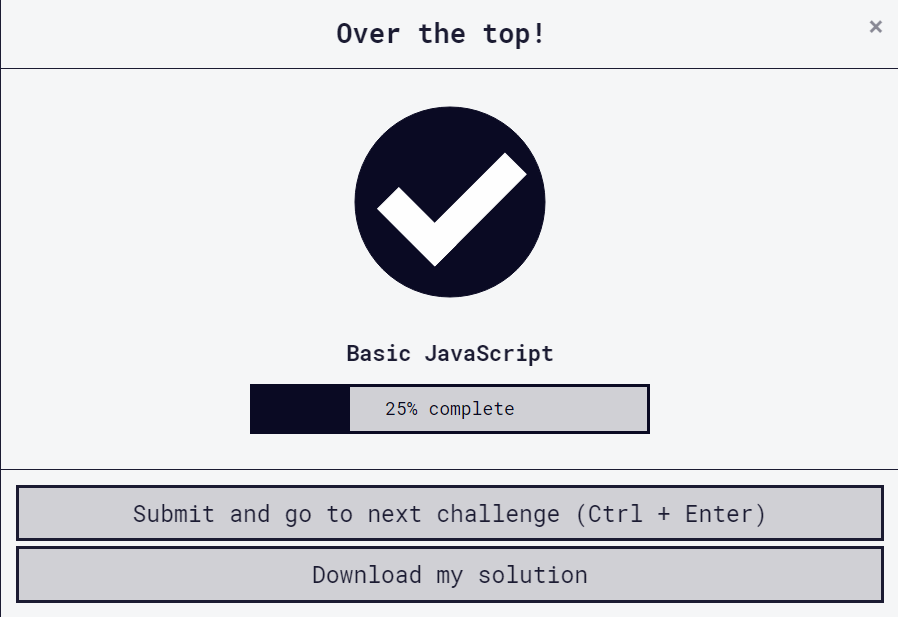 Over the top!
×
Basic JavaScript
25% complete
Submit and go to next challenge (Ctrl + Enter)
Download my solution